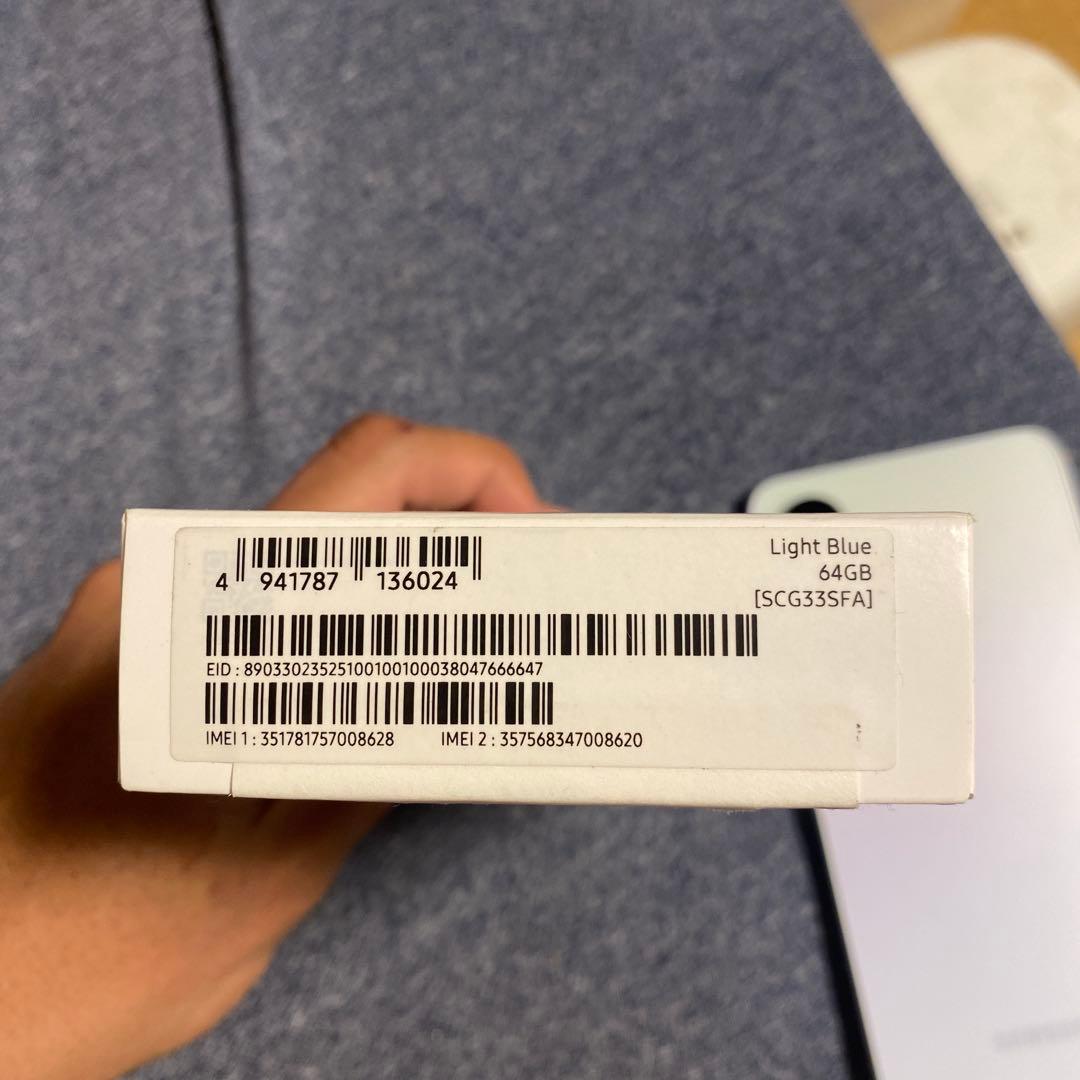 Light Blue
64GB
[SCG33SFA]
4 941787 136024
EID : 89033023525100100100038047666647
IMEI 1 : 351781757008628 IMEI 2 : 357568347008620